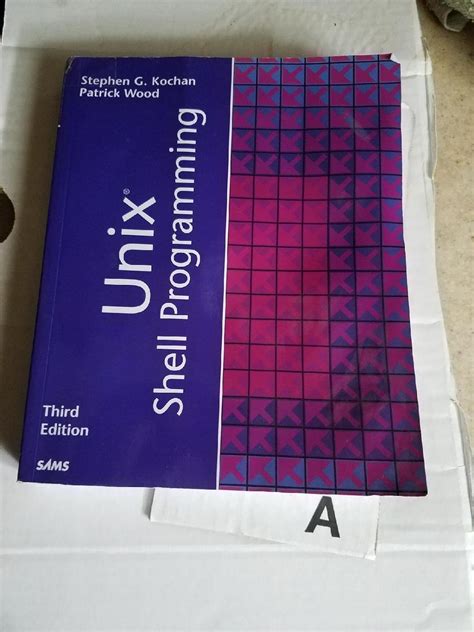 Stephen G. Kochan
Patrick Wood
Unix®
Shell Programming
Third
Edition
SAMS
A